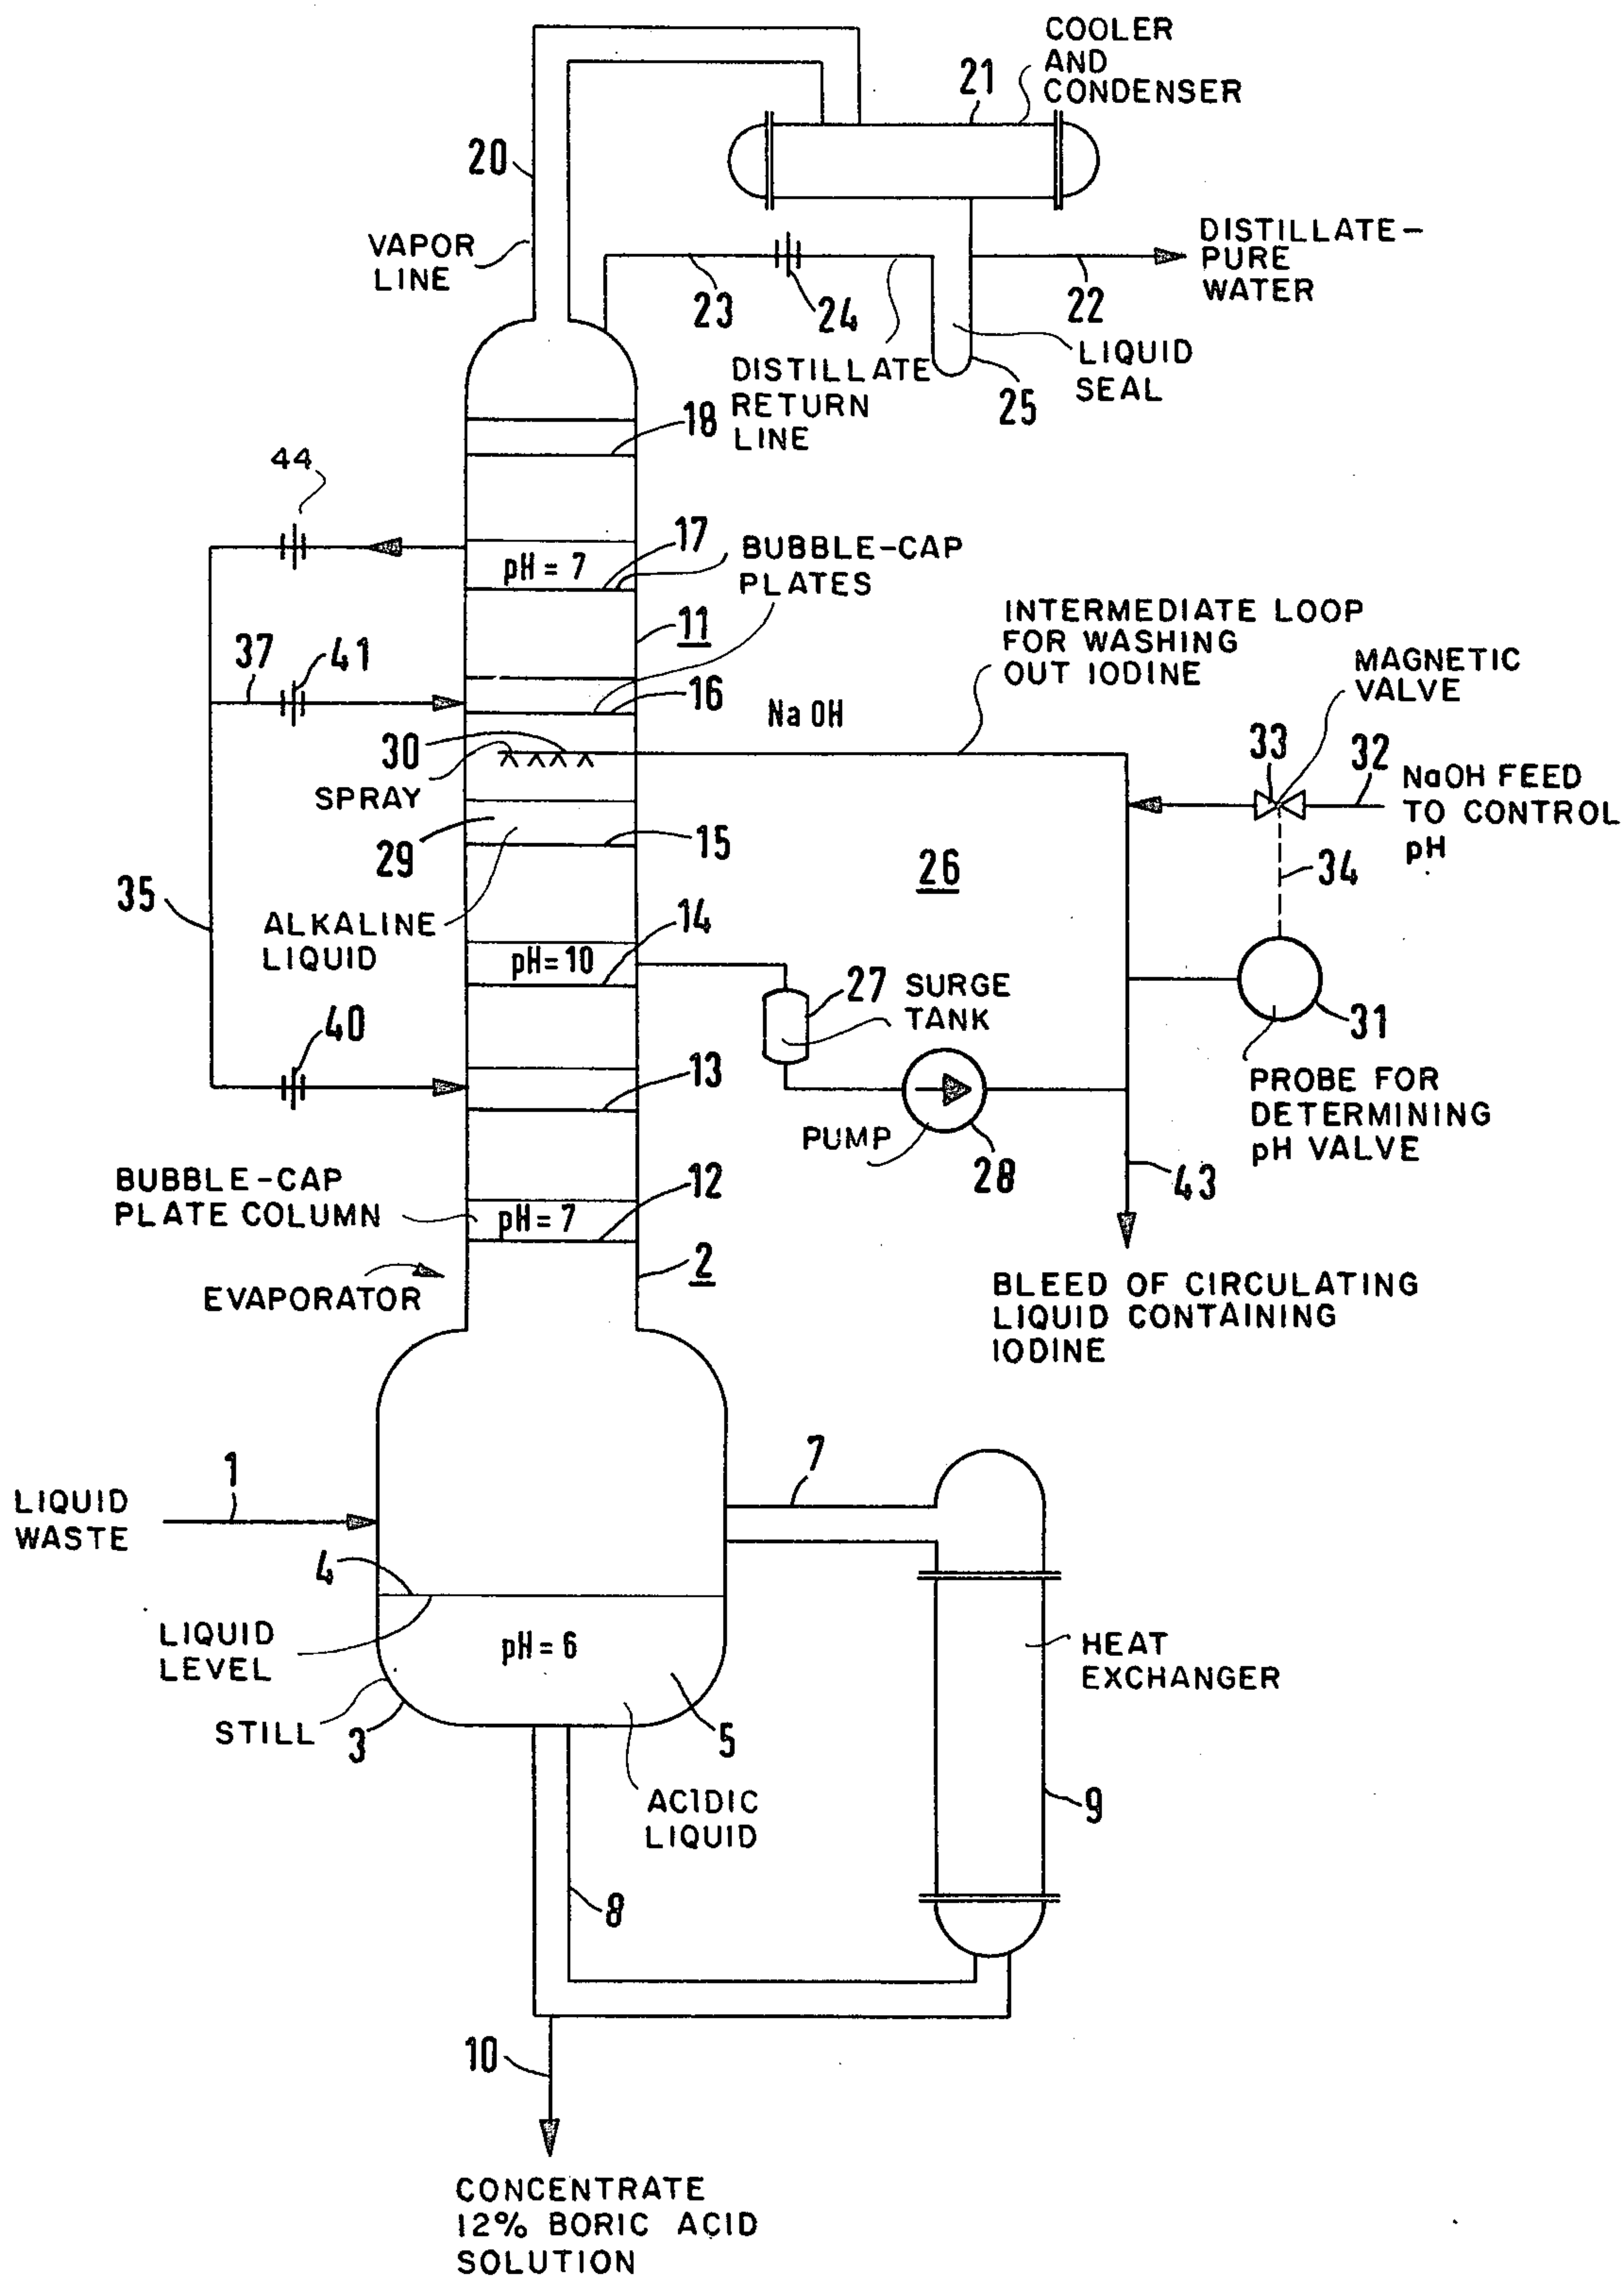 COOLER
AND
CONDENSER
21
20
VAPOR
LINE
DISTILLATE-
PURE
WATER
22
23
24
LIQUID
SEAL
25
DISTILLATE
RETURN
LINE
18
44
17
BUBBLE-CAP
PLATES
pH = 7
11
INTERMEDIATE LOOP
FOR WASHING
OUT IODINE
MAGNETIC
VALVE
37
41
16
NaOH
30
SPRAY
33
32
NaOH FEED
TO CONTROL
pH
29
15
26
34
35
ALKALINE
LIQUID
14
pH=10
27
SURGE
TANK
31
40
13
PROBE FOR
DETERMINING
pH VALVE
PUMP
28
43
BUBBLE-CAP
PLATE COLUMN
12
pH= 7
2
EVAPORATOR
BLEED OF CIRCULATING
LIQUID CONTAINING
IODINE
1
LIQUID
WASTE
7
4
LIQUID
LEVEL
pH= 6
HEAT
EXCHANGER
STILL
3
5
ACIDIC
LIQUID
9
8
10
CONCENTRATE
12% BORIC ACID
SOLUTION